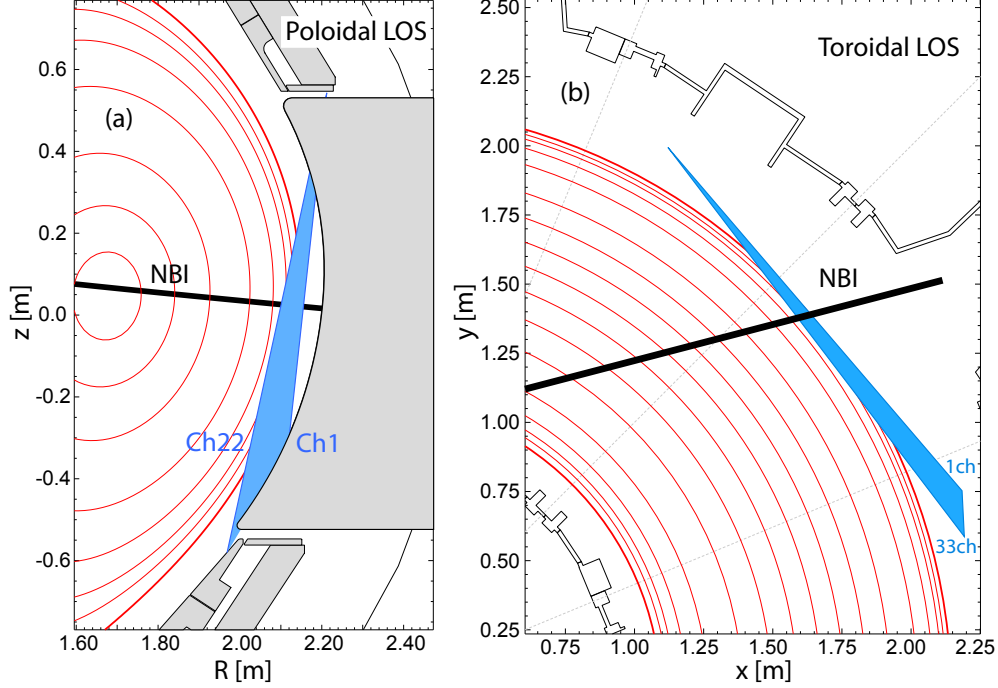 Poloidal LOS
(a)
NBI
Ch22
Ch1
0.6
0.4
0.2
0.0
-0.2
-0.4
-0.6
z [m]
1.60
1.80
2.00
2.20
2.40
R [m]
Toroidal LOS
(b)
NBI
1ch
33ch
2.50
2.25
2.00
1.75
1.50
1.25
1.00
0.75
0.50
0.25
y [m]
0.75
1.00
1.25
1.50
1.75
2.00
2.25
x [m]